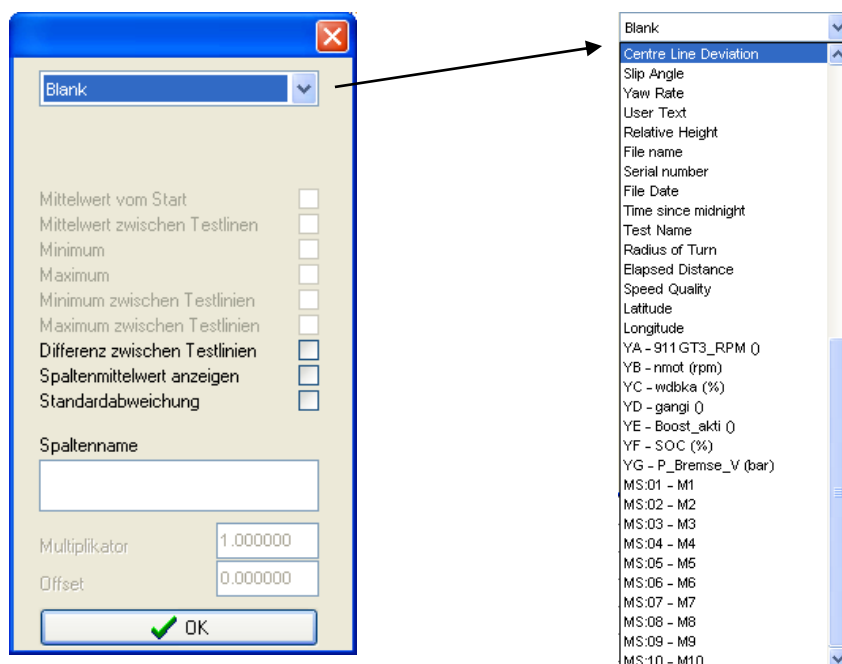 Blank
Mittelwert vom Start
Mittelwert zwischen Testlinen
Minimum
Maximum
Minimum zwischen Testlinien
Maximum zwischen Testlinien
Differenz zwischen Testlinien
Spaltenmittelwert anzeigen
Standardabweichung
Spaltenname
Multiplikator 1.000000
Offset 0.000000
OK
Blank
Centre Line Deviation
Slip Angle
Yaw Rate
User Text
Relative Height
File name
Serial number
File Date
Time since midnight
Test Name
Radius of Turn
Elapsed Distance
Speed Quality
Latitude
Longitude
YA - 911 GT3_RPM ()
YB - nmot (rpm)
YC - wdbka (%)
YD - gangi ()
YE - Boost_akti ()
YF - SOC (%)
YG - P_Bremse_V (bar)
MS:01 - M1
MS:02 - M2
MS:03 - M3
MS:04 - M4
MS:05 - M5
MS:06 - M6
MS:07 - M7
MS:08 - M8
MS:09 - M9
MS:10 - M10